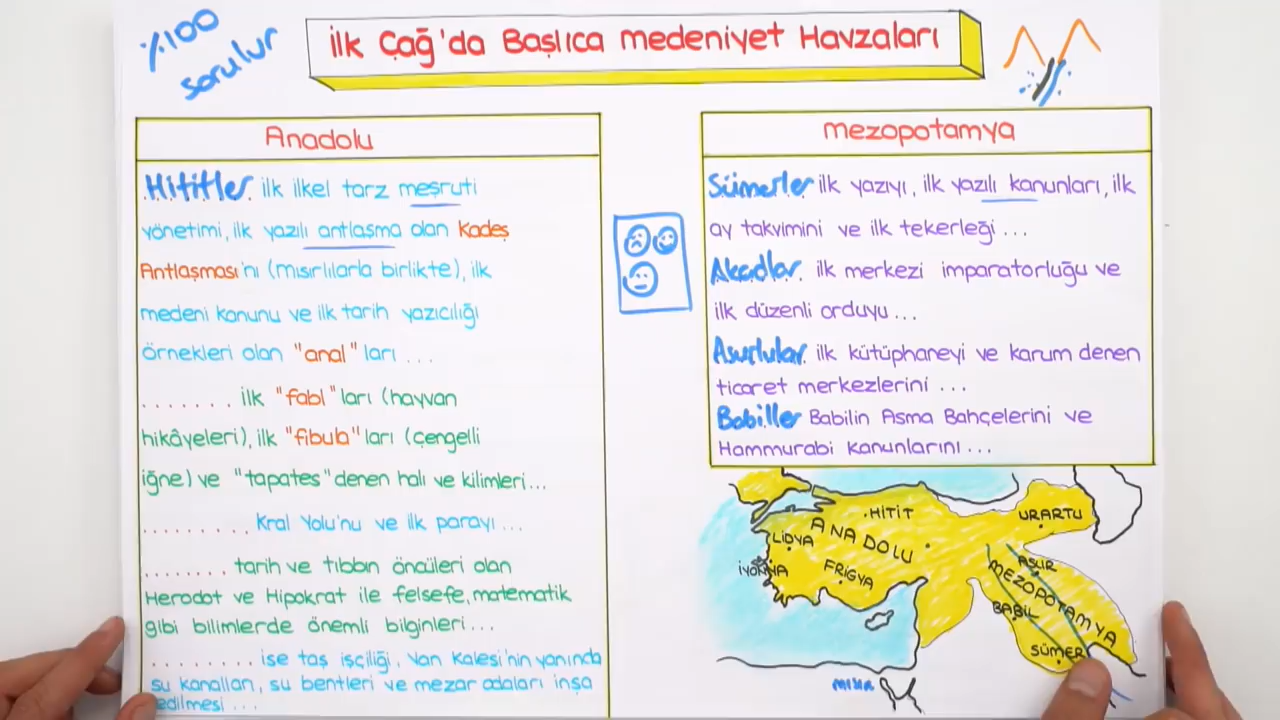 %100
sorulur
İlk Çağ'da Başlıca medeniyet Havzaları
Anadolu
Hititler ilk ilkel tarz meşruti
yönetimi, ilk yazılı antlaşma olan Kadeş
Antlaşması'nı (mısırlılarla birlikte), ilk
medeni kanunu ve ilk tarih yazıcılığı
örnekleri olan "anal"ları ...
....... ilk "fabl"ları (hayvan
hikâyeleri), ilk "fibula"ları (çengelli
iğne) ve "tapates" denen halı ve kilimleri...
......... Kral Yolu'nu ve ilk parayı ...
....... tarih ve tıbbın öncüleri olan
Herodot ve Hipokrat ile felsefe, matematik
gibi bilimlerde önemli bilginleri...
........ ise taş işçiliği, Van Kalesi'nin yanında
su kanalları, su bentleri ve mezar odaları inşa
edilmesi ...
mezopotamya
Sümerler ilk yazıyı, ilk yazılı kanunları, ilk
ay takvimini ve ilk tekerleği ...
Akadlar ilk merkezi imparatorluğu ve
ilk düzenli orduyu ...
Asurlular ilk kütüphaneyi ve karum denen
ticaret merkezlerini ...
Babiller Babilin Asma Bahçelerini ve
Hammurabi kanunlarını ...
HİTİT
URARTU
ANADOLU
LİDYA
İYONYA
FRİGYA
ASUR
MEZOPOTAMYA
BABİL
SÜMER
mısır